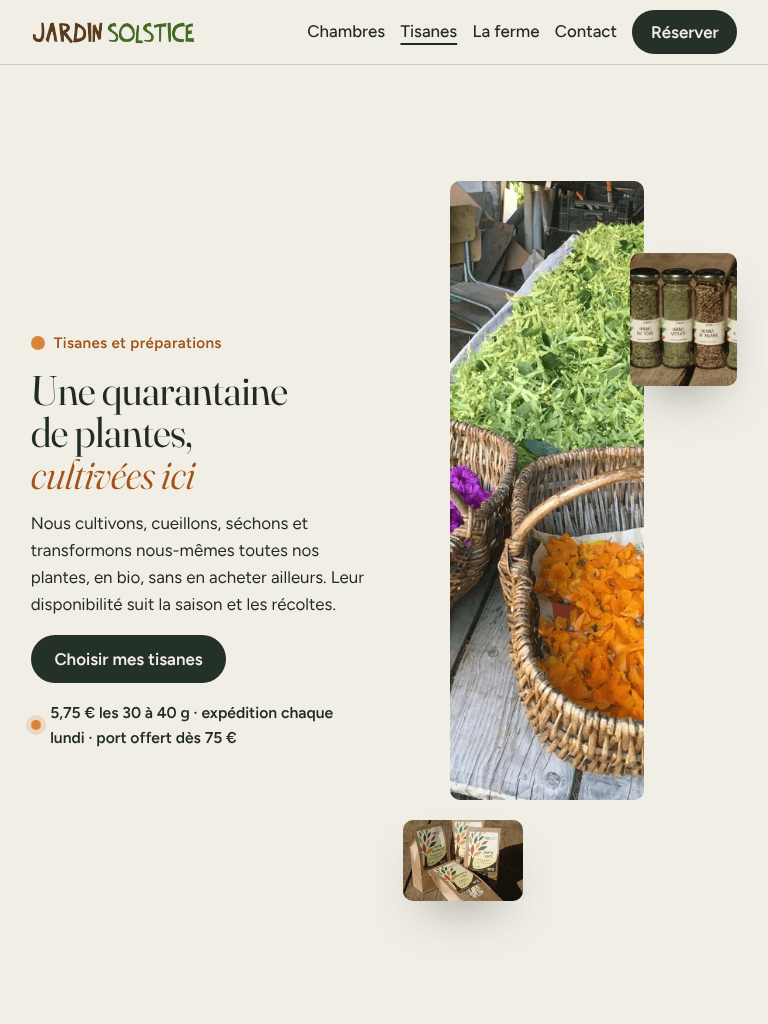 JARDIN SOLSTICE
Chambres
Tisanes
La ferme
Contact
Réserver
Tisanes et préparations
Une quarantaine
de plantes,
cultivées ici
Nous cultivons, cueillons, séchons et
transformons nous-mêmes toutes nos
plantes, en bio, sans en acheter ailleurs. Leur
disponibilité suit la saison et les récoltes.
Choisir mes tisanes
5,75 € les 30 à 40 g · expédition chaque
lundi · port offert dès 75 €